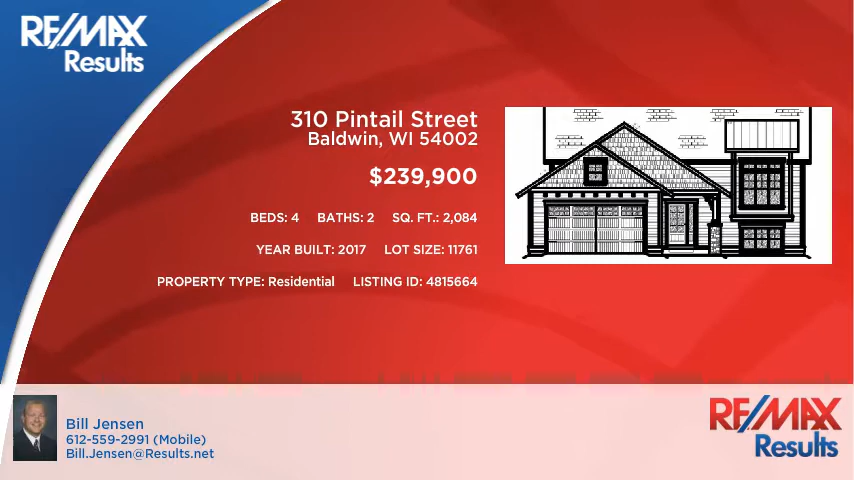 RE/MAX
Results
310 Pintail Street
Baldwin, WI 54002
$239,900
BEDS: 4 BATHS: 2 SQ. FT.: 2,084
YEAR BUILT: 2017 LOT SIZE: 11761
PROPERTY TYPE: Residential LISTING ID: 4815664
Bill Jensen
612-559-2991 (Mobile)
Bill.Jensen@Results.net
RE/MAX
Results